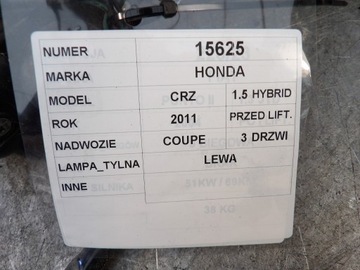 NUMER 15625
MARKA HONDA
MODEL CRZ 1.5 HYBRID
ROK 2011 PRZED LIFT.
NADWOZIE COUPE 3 DRZWI
LAMPA_TYLNA LEWA
INNE